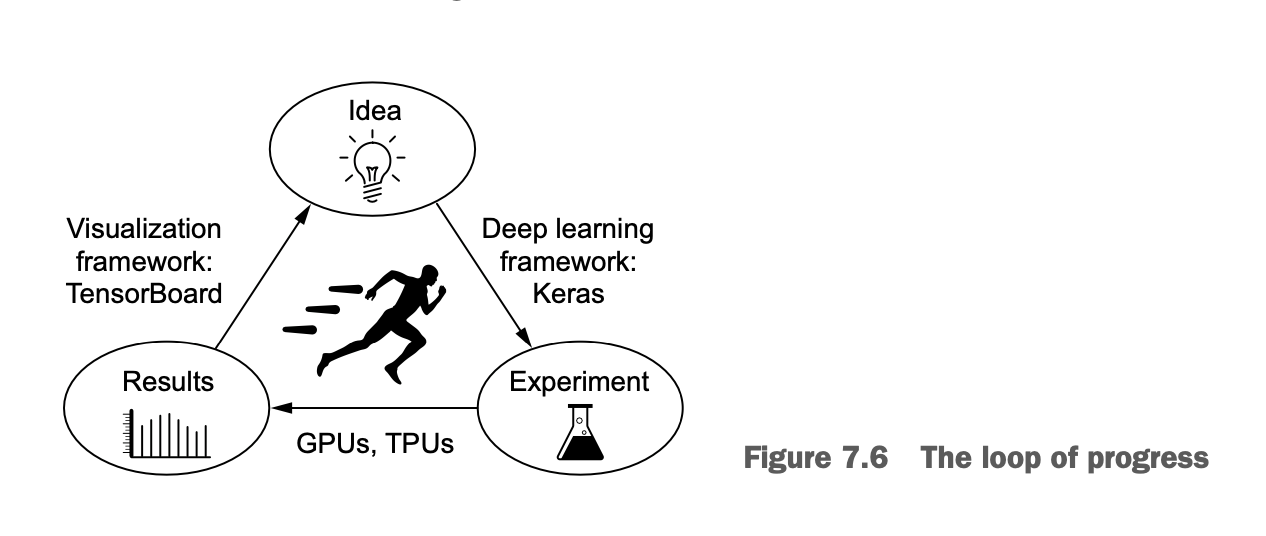 Idea
Visualization
framework:
TensorBoard
Deep learning
framework:
Keras
Results
Experiment
GPUs, TPUs
Figure 7.6 The loop of progress